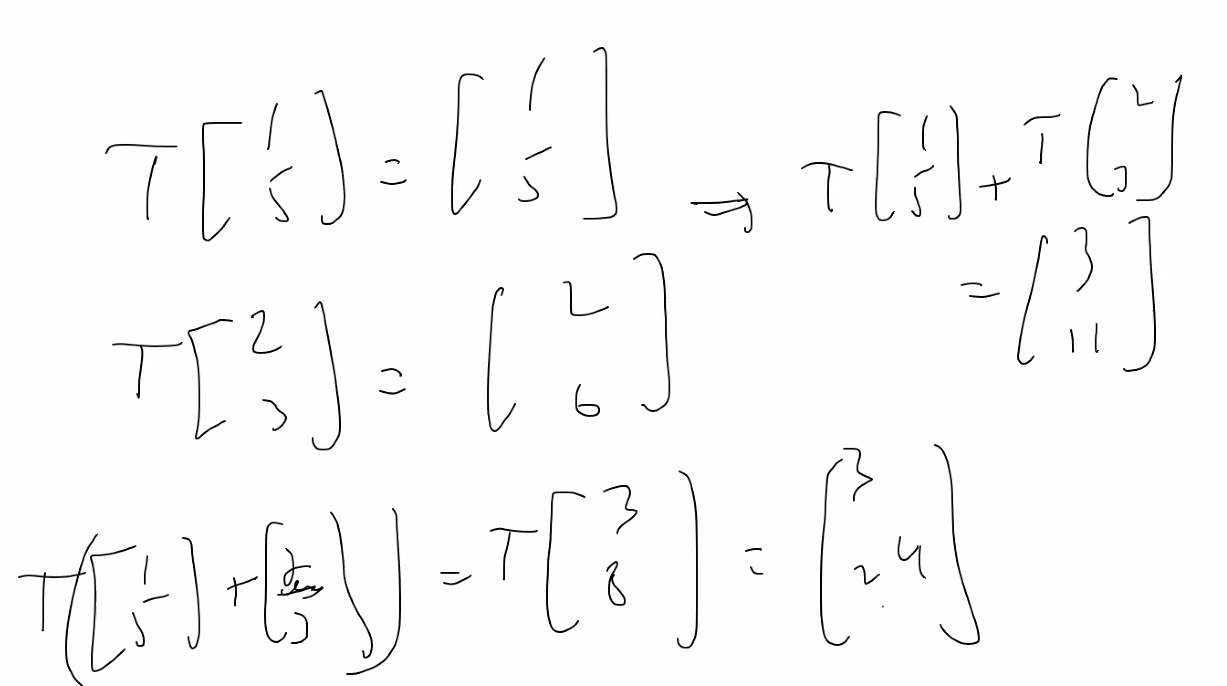 T [1 5] = [1 5] ⇒ T [1 5] + T [2 3]
= [3 11]
T [2 3] = [2 6]
T ([1 5] + [2 3]) = T [3 8] = [3 24]